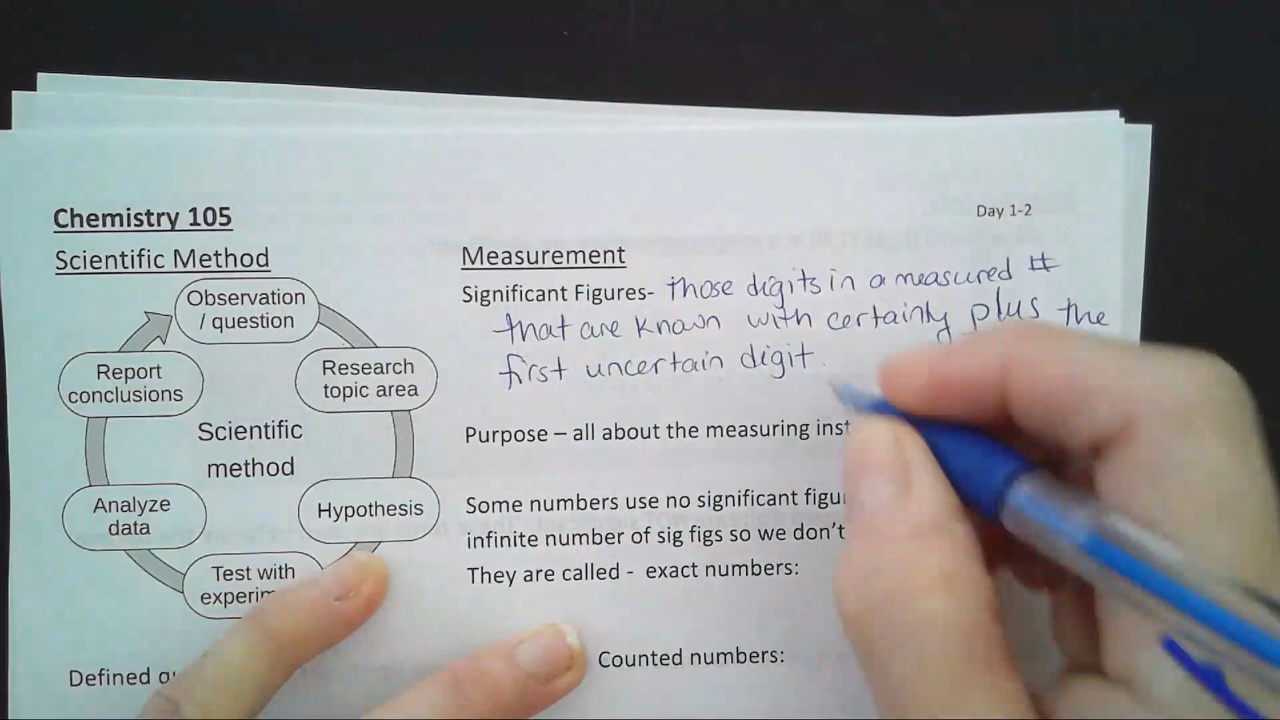 Chemistry 105
Day 1-2
Scientific Method
Observation
/ question
Research
topic area
Hypothesis
Test with
Analyze
data
Report
conclusions
Scientific
method
Measurement
Significant Figures- those digits in a measured #
that are known with certainty plus the
first uncertain digit.
Purpose – all about the measuring
Some numbers use no significant
infinite number of sig figs so we don't
They are called - exact numbers:
Defined
Counted numbers: